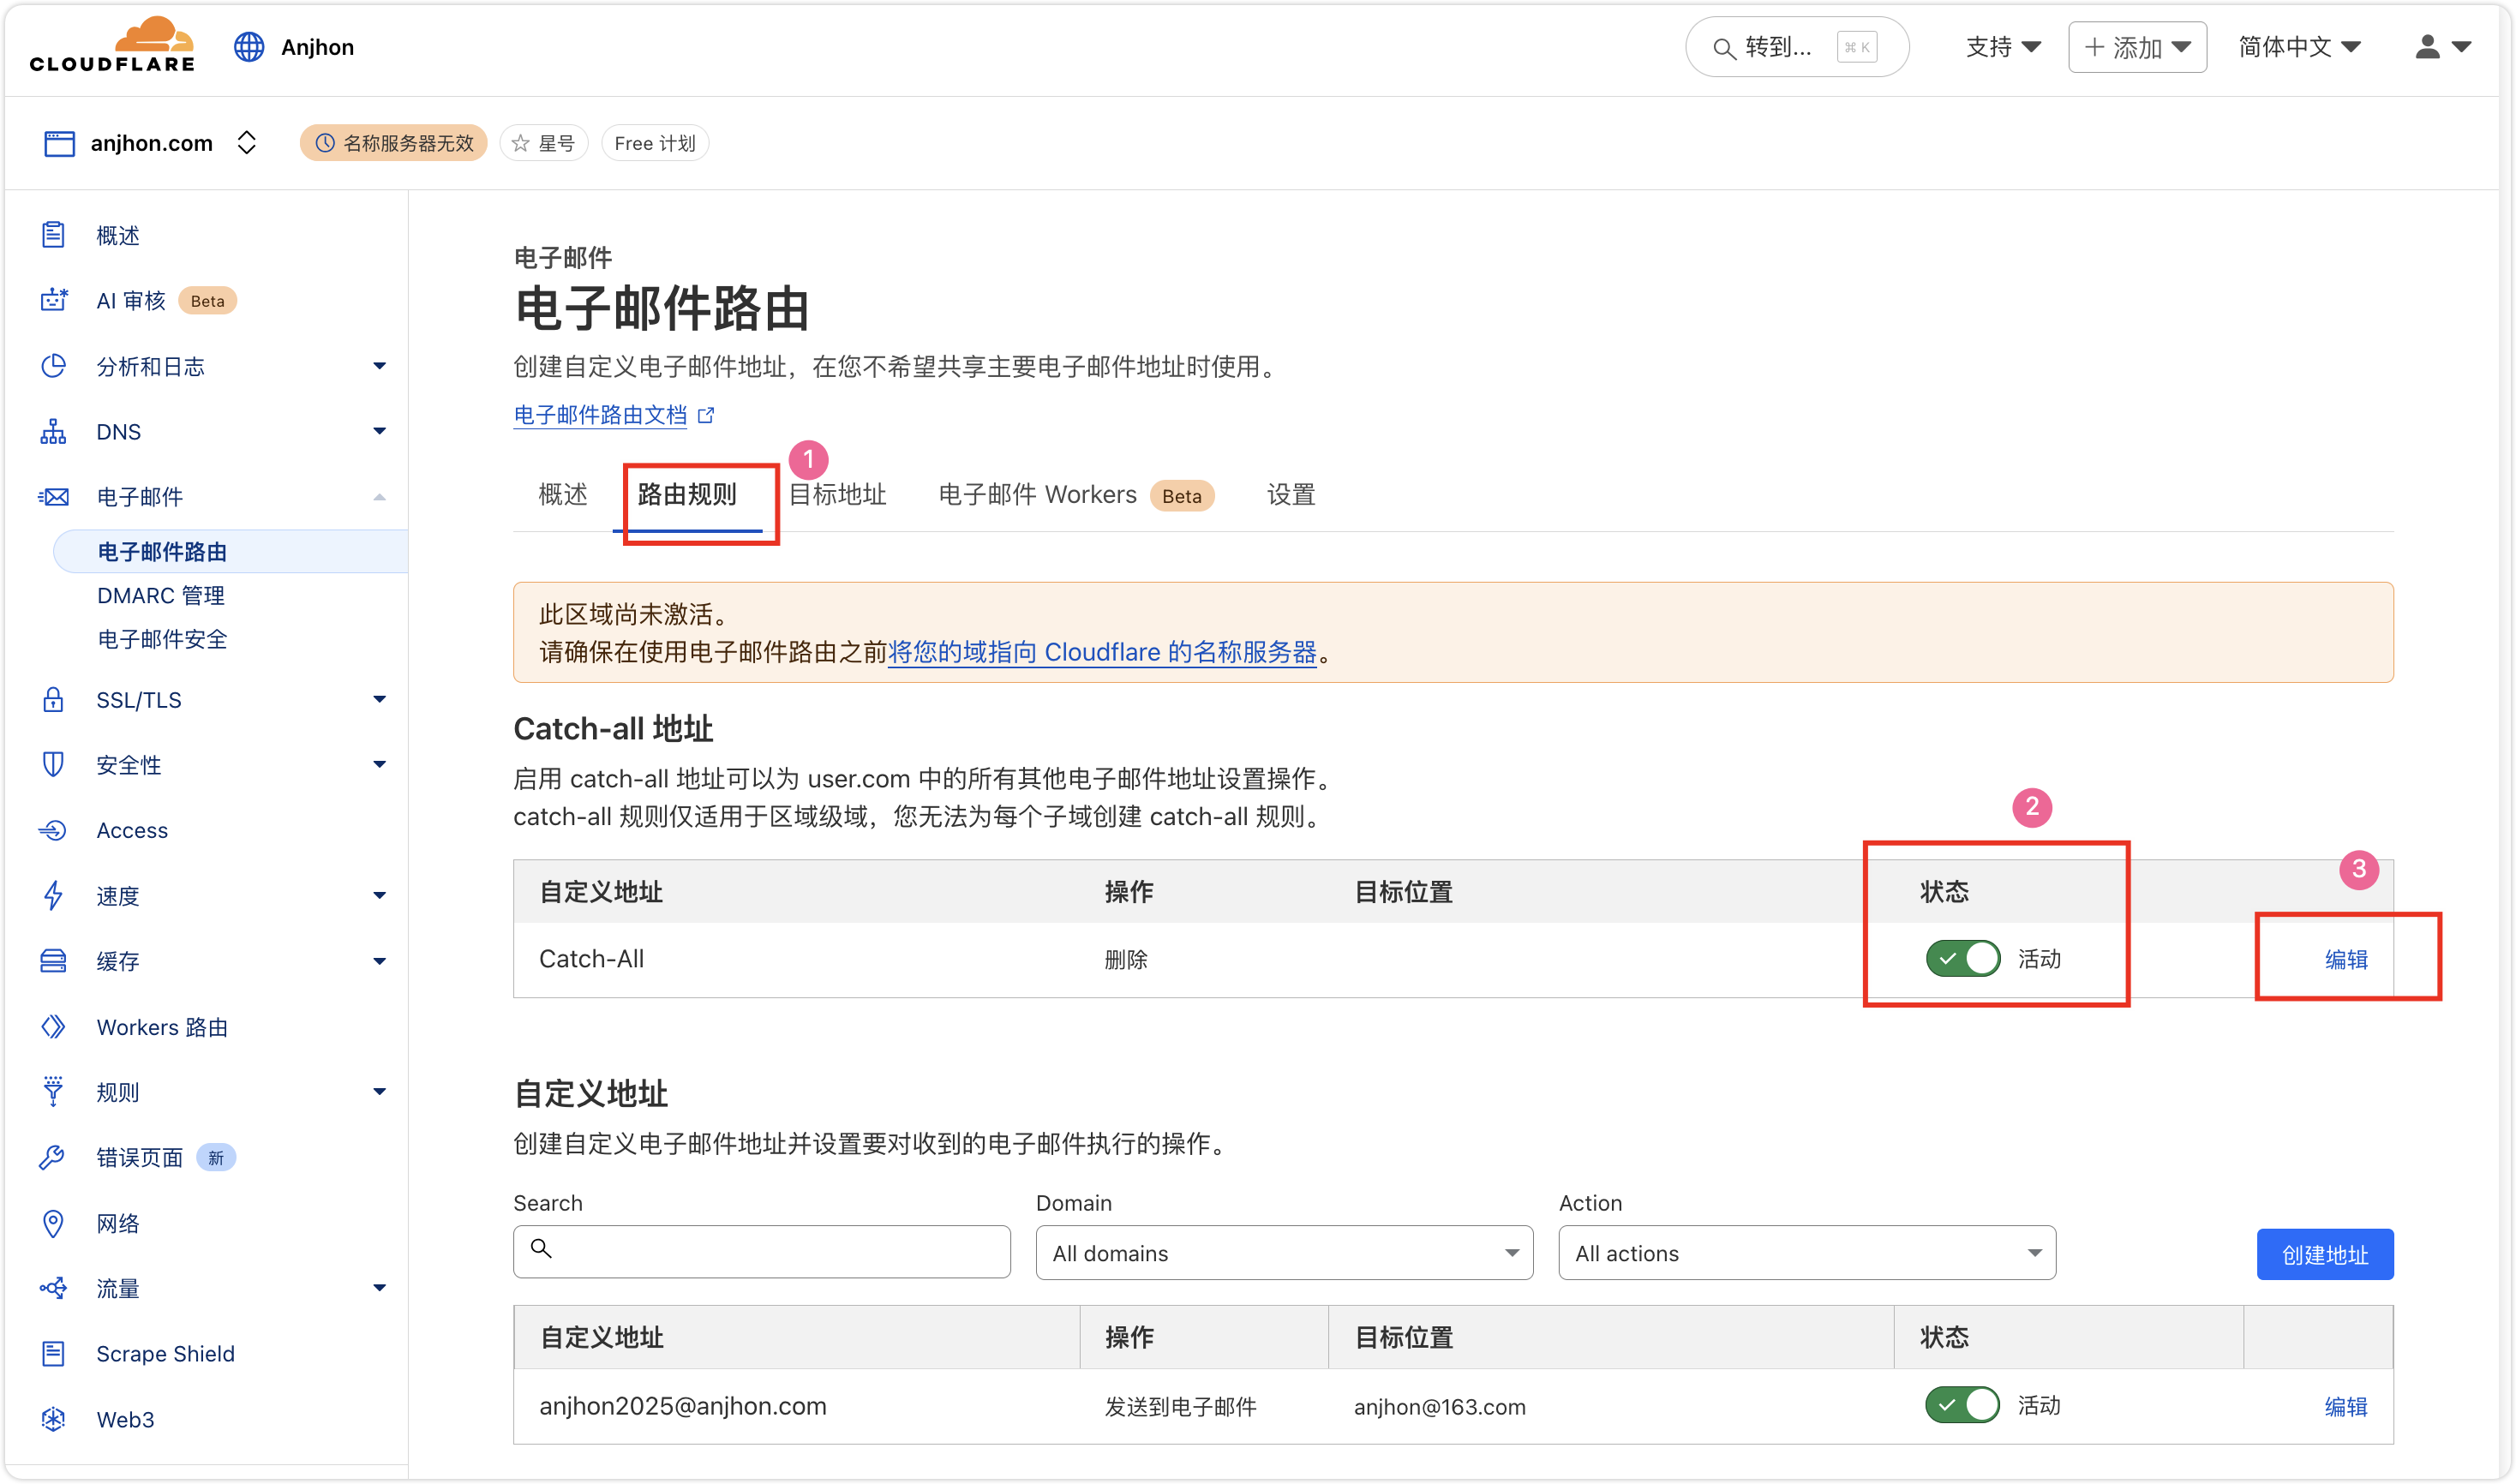 CLOUDFLARE
Anjhon
转到... ⌘ K
支持
+ 添加
简体中文
anjhon.com
名称服务器无效
星号
Free 计划
概述
AI 审核 Beta
分析和日志
DNS
电子邮件
电子邮件路由
DMARC 管理
电子邮件安全
SSL/TLS
安全性
Access
速度
缓存
Workers 路由
规则
错误页面 新
网络
流量
Scrape Shield
Web3
电子邮件
电子邮件路由
创建自定义电子邮件地址，在您不希望共享主要电子邮件地址时使用。
电子邮件路由文档
1
概述 路由规则 目标地址 电子邮件 Workers Beta 设置
此区域尚未激活。
请确保在使用电子邮件路由之前将您的域指向 Cloudflare 的名称服务器。
Catch-all 地址
启用 catch-all 地址可以为 user.com 中的所有其他电子邮件地址设置操作。
catch-all 规则仅适用于区域级域，您无法为每个子域创建 catch-all 规则。
2
3
自定义地址 操作 目标位置 状态
Catch-All 删除 活动 编辑
自定义地址
创建自定义电子邮件地址并设置要对收到的电子邮件执行的操作。
Search Domain Action
All domains All actions 创建地址
自定义地址 操作 目标位置 状态
anjhon2025@anjhon.com 发送到电子邮件 anjhon@163.com 活动 编辑